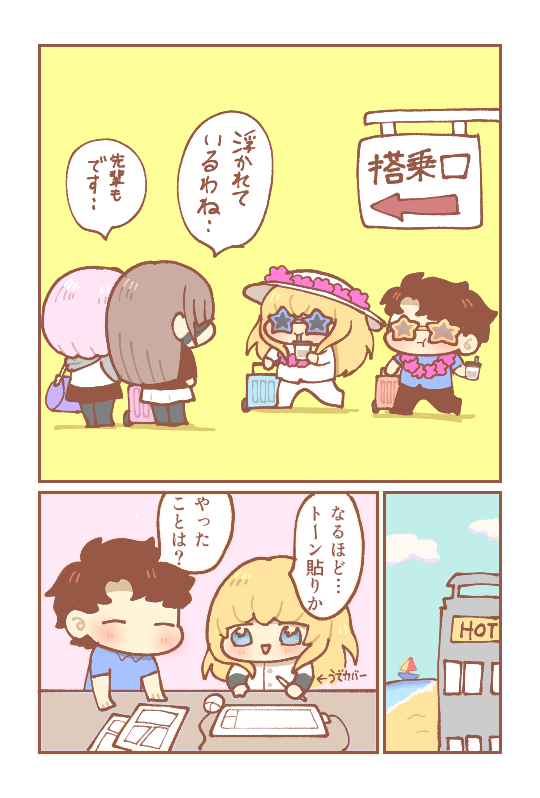 搭乗口
浮かれて
いるわね…
先輩も
です…
HOT
なるほど…
トーン貼りか
やった
ことは？
←うでカバー